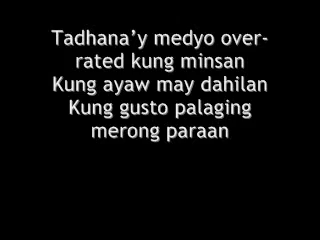 Tadhana’y medyo over-
rated kung minsan
Kung ayaw may dahilan
Kung gusto palaging
merong paraan